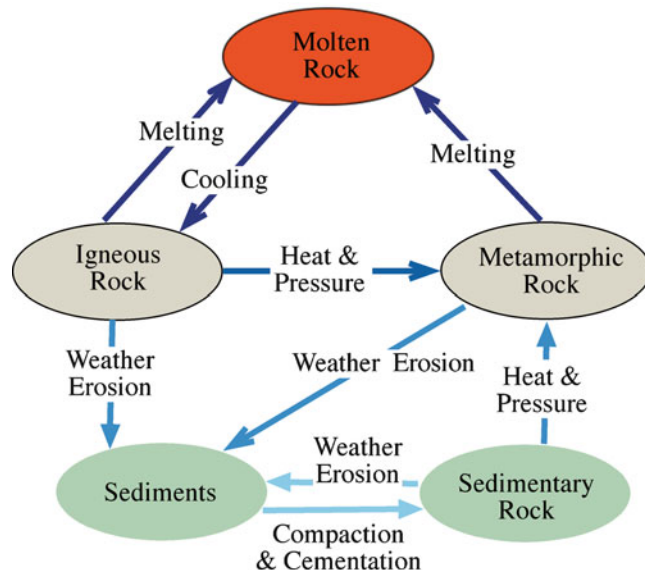 Molten
Rock
Melting
Cooling
Melting
Igneous
Rock
Heat &
Pressure
Metamorphic
Rock
Weather
Erosion
Weather Erosion
Heat &
Pressure
Sediments
Weather
Erosion
Sedimentary
Rock
Compaction
& Cementation